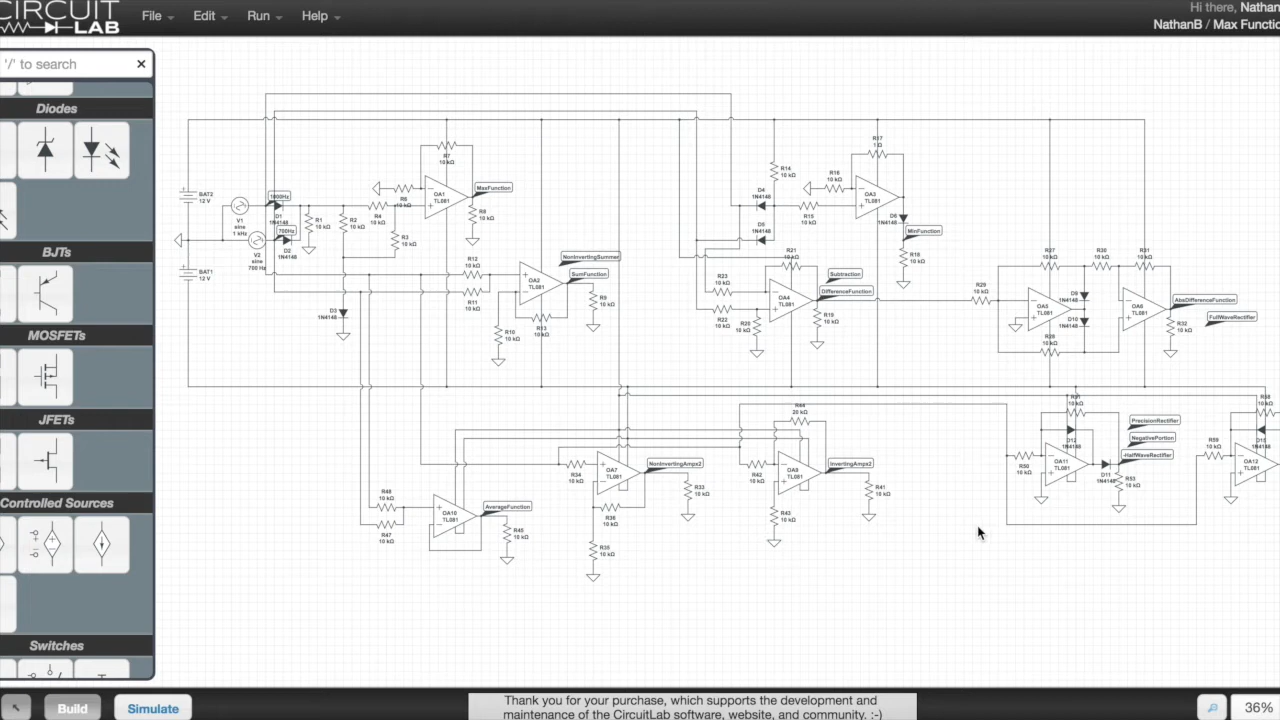 CIRCUIT
LAB
File
Edit
Run
Help
Hi there, Nathan
NathanB / Max Functio
'/' to search
×
Diodes
BJTs
MOSFETs
JFETs
Controlled Sources
Switches
BAT2
12 V
BAT1
12 V
V1
sine
1 kHz
V2
sine
700 Hz
1000Hz
D1
1N4148
700Hz
D2
1N4148
R1
10 kΩ
R2
10 kΩ
R4
10 kΩ
R3
10 kΩ
D3
1N4148
R6
10 kΩ
R7
10 kΩ
OA1
TL081
MaxFunction
R8
10 kΩ
R12
10 kΩ
R11
10 kΩ
R10
10 kΩ
OA2
TL081
R13
10 kΩ
NonInvertingSummer
SumFunction
R9
10 kΩ
R14
10 kΩ
D4
1N4148
D5
1N4148
R15
10 kΩ
R16
10 kΩ
OA3
TL081
D6
1N4148
MinFunction
R18
10 kΩ
R21
10 kΩ
R23
10 kΩ
R22
10 kΩ
R20
10 kΩ
OA4
TL081
Subtraction
DifferenceFunction
R19
10 kΩ
R29
10 kΩ
R30
10 kΩ
R31
10 kΩ
OA5
TL081
D9
1N4148
D10
1N4148
OA6
TL081
AbsDifferenceFunction
FullWaveRectifier
R32
10 kΩ
R48
10 kΩ
R47
10 kΩ
OA10
TL081
AverageFunction
R45
10 kΩ
R34
10 kΩ
OA7
TL081
NonInvertingAmpx2
R33
10 kΩ
R36
10 kΩ
R35
10 kΩ
R44
20 kΩ
R42
10 kΩ
R43
10 kΩ
InvertingAmpx2
R41
10 kΩ
R50
10 kΩ
OA11
TL081
D11
1N4148
PrecisionRectifier
NegativePortion
-HalfWaveRectifier
R53
10 kΩ
OA12
TL081
Build
Simulate
Thank you for your purchase, which supports the development and
maintenance of the CircuitLab software, website, and community. ;-)
36%